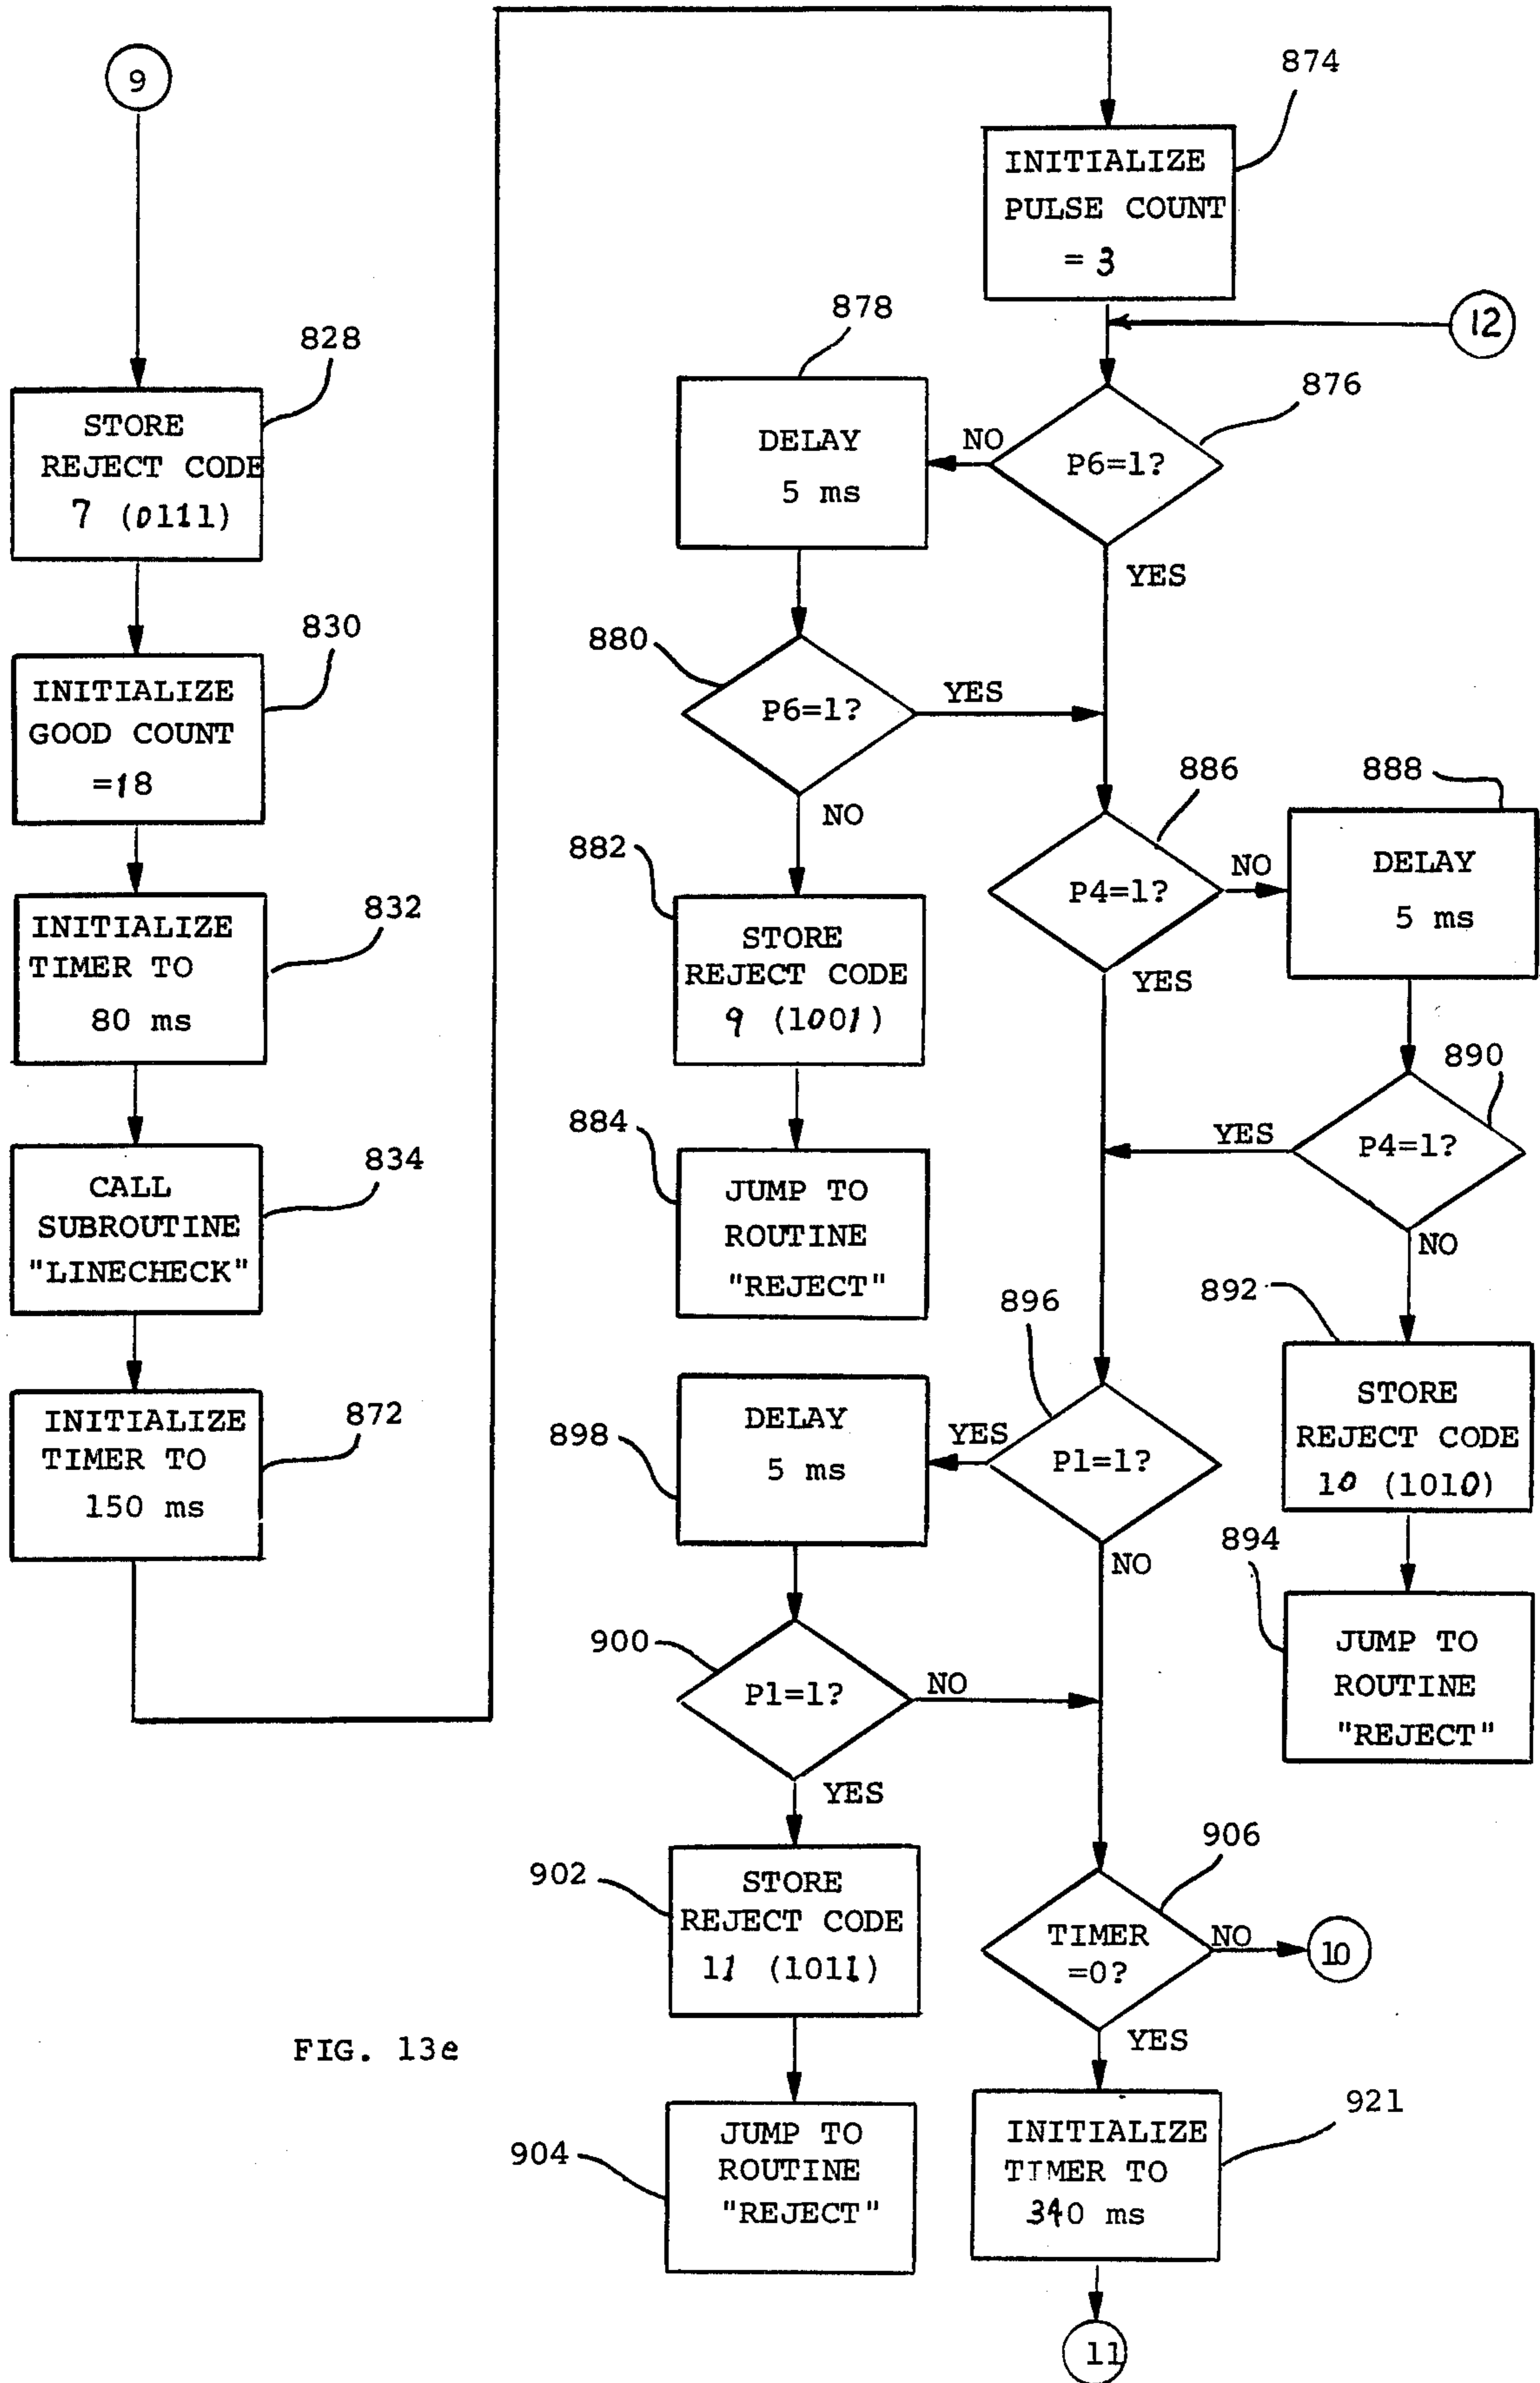 9
828
STORE
REJECT CODE
7 (0111)
830
INITIALIZE
GOOD COUNT
=18
832
INITIALIZE
TIMER TO
80 ms
834
CALL
SUBROUTINE
"LINECHECK"
872
INITIALIZE
TIMER TO
150 ms
874
INITIALIZE
PULSE COUNT
= 3
12
876
P6=1?
NO
YES
878
DELAY
5 ms
880
P6=1?
YES
NO
882
STORE
REJECT CODE
9 (1001)
884
JUMP TO
ROUTINE
"REJECT"
886
P4=1?
NO
YES
888
DELAY
5 ms
890
P4=1?
YES
NO
892
STORE
REJECT CODE
10 (1010)
894
JUMP TO
ROUTINE
"REJECT"
896
P1=1?
YES
NO
898
DELAY
5 ms
900
P1=1?
NO
YES
902
STORE
REJECT CODE
11 (1011)
904
JUMP TO
ROUTINE
"REJECT"
906
TIMER
=0?
NO
10
YES
921
INITIALIZE
TIMER TO
340 ms
11
FIG. 13e